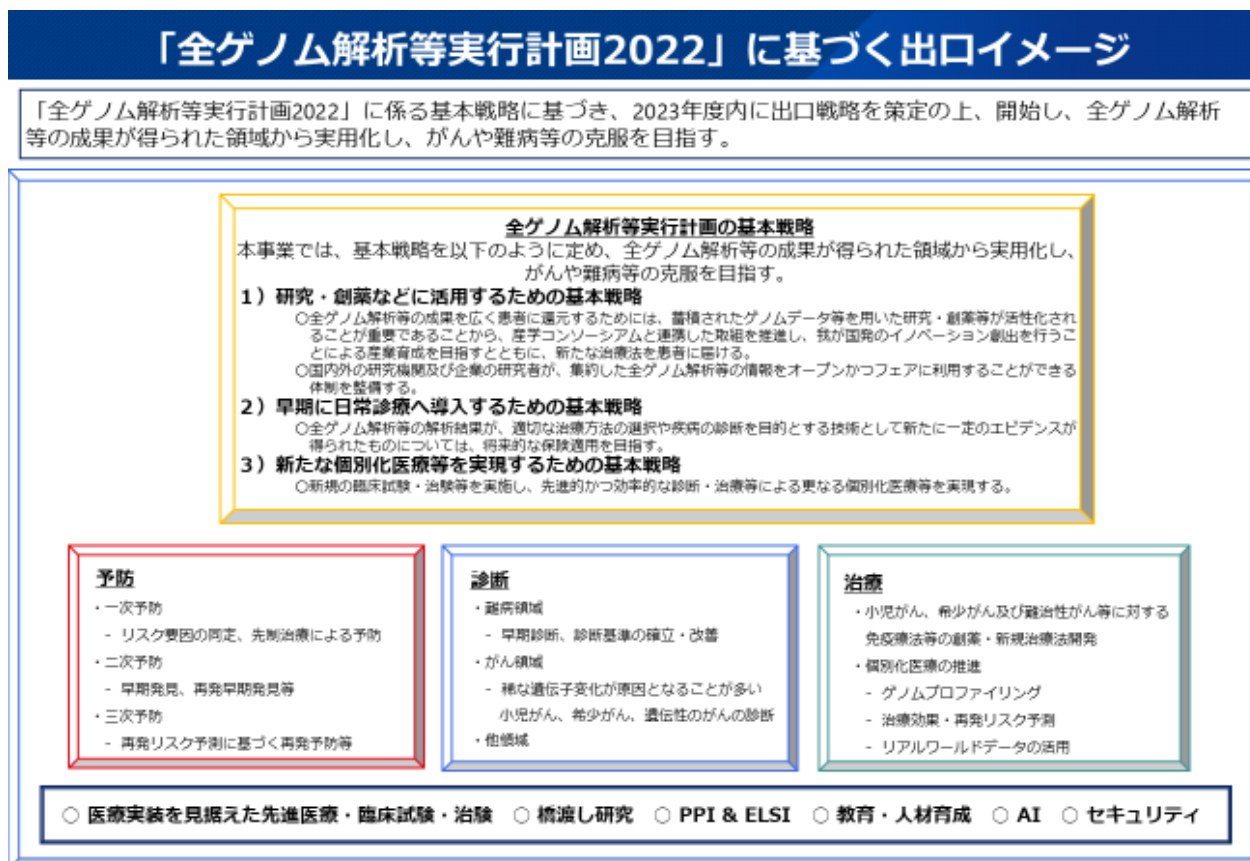 「全ゲノム解析等実行計画2022」に基づく出口イメージ
「全ゲノム解析等実行計画2022」に係る基本戦略に基づき、2023年度内に出口戦略を策定の上、開始し、全ゲノム解析
等の成果が得られた領域から実用化し、がんや難病等の克服を目指す。
全ゲノム解析等実行計画の基本戦略
本事業では、基本戦略を以下のように定め、全ゲノム解析等の成果が得られた領域から実用化し、
がんや難病等の克服を目指す。
1）研究・創薬などに活用するための基本戦略
○全ゲノム解析等の成果を広く患者に還元するためには、蓄積されたゲノムデータ等を用いた研究・創薬等が活性化され
ることが重要であることから、産学コンソーシアムと連携した取組を推進し、我が国発のイノベーション創出を行うこ
とによる産業育成を目指すとともに、新たな治療法を患者に届ける。
○国内外の研究機関及び企業の研究者が、集約した全ゲノム解析等の情報をオープンかつフェアに利用することができる
体制を整備する。
2）早期に日常診療へ導入するための基本戦略
○全ゲノム解析等の解析結果が、適切な治療方法の選択や疾病の診断を目的とする技術として新たに一定のエビデンスが
得られたものについては、将来的な保険適用を目指す。
3）新たな個別化医療等を実現するための基本戦略
○新規の臨床試験・治験等を実施し、先進的かつ効率的な診断・治療等による更なる個別化医療等を実現する。
予防
・一次予防
- リスク要因の同定、先制治療による予防
・二次予防
- 早期発見、再発早期発見等
・三次予防
- 再発リスク予測に基づく再発予防等
診断
・難病領域
- 早期診断、診断基準の確立・改善
・がん領域
- 稀な遺伝子変化が原因となることが多い
小児がん、希少がん、遺伝性のがんの診断
・他領域
治療
・小児がん、希少がん及び難治性がん等に対する
免疫療法等の創薬・新規治療法開発
・個別化医療の推進
- ゲノムプロファイリング
- 治療効果・再発リスク予測
- リアルワールドデータの活用
○ 医療実装を見据えた先進医療・臨床試験・治験 ○ 橋渡し研究 ○ PPI & ELSI ○ 教育・人材育成 ○ AI ○ セキュリティ